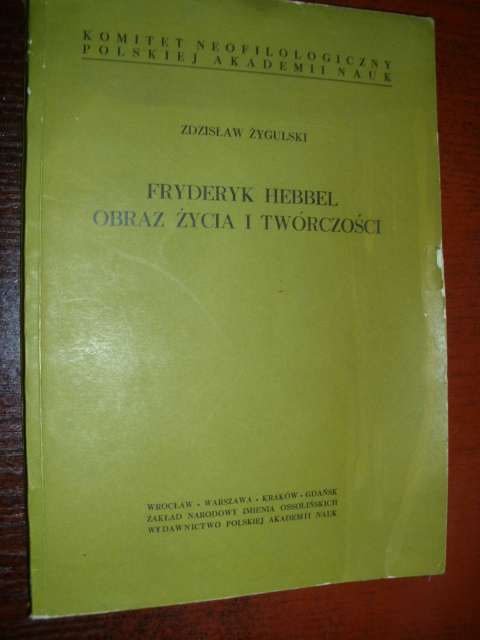 KOMITET NEOFILOLOGICZNY
POLSKIEJ AKADEMII NAUK
ZDZISŁAW ŻYGULSKI
FRYDERYK HEBBEL
OBRAZ ŻYCIA I TWÓRCZOŚCI
WROCŁAW · WARSZAWA · KRAKÓW · GDAŃSK
ZAKŁAD NARODOWY IMIENIA OSSOLIŃSKICH
WYDAWNICTWO POLSKIEJ AKADEMII NAUK